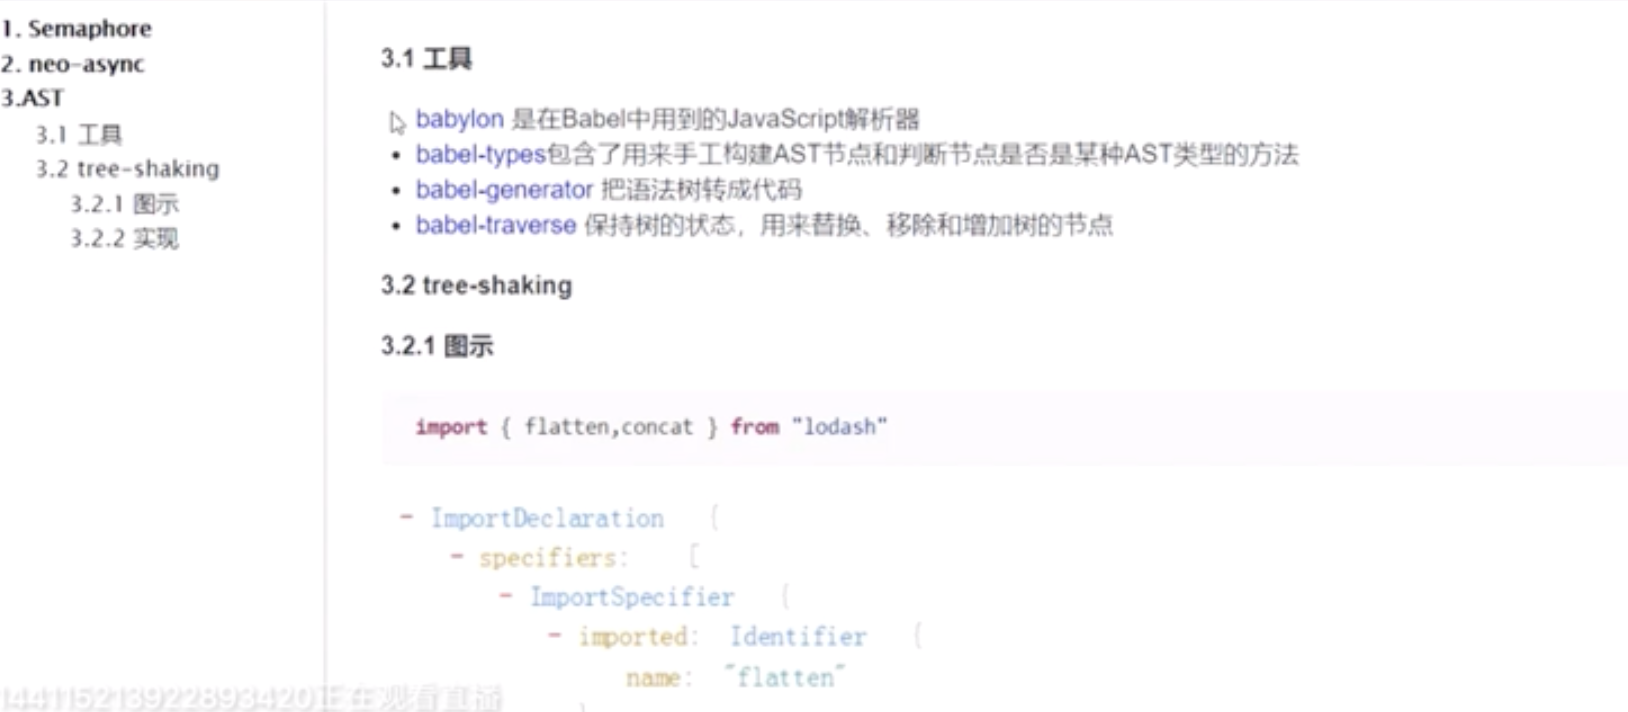 1. Semaphore
2. neo-async
3.AST
3.1 工具
3.2 tree-shaking
3.2.1 图示
3.2.2 实现
3.1 工具
babylon 是在Babel中用到的JavaScript解析器
• babel-types包含了用来手工构建AST节点和判断节点是否是某种AST类型的方法
• babel-generator 把语法树转成代码
• babel-traverse 保持树的状态，用来替换、移除和增加树的节点
3.2 tree-shaking
3.2.1 图示
import { flatten,concat } from "lodash"
- ImportDeclaration {
- specifiers: [
- ImportSpecifier {
- imported: Identifier {
name: "flatten"
}
144115213922893420正在观看直播